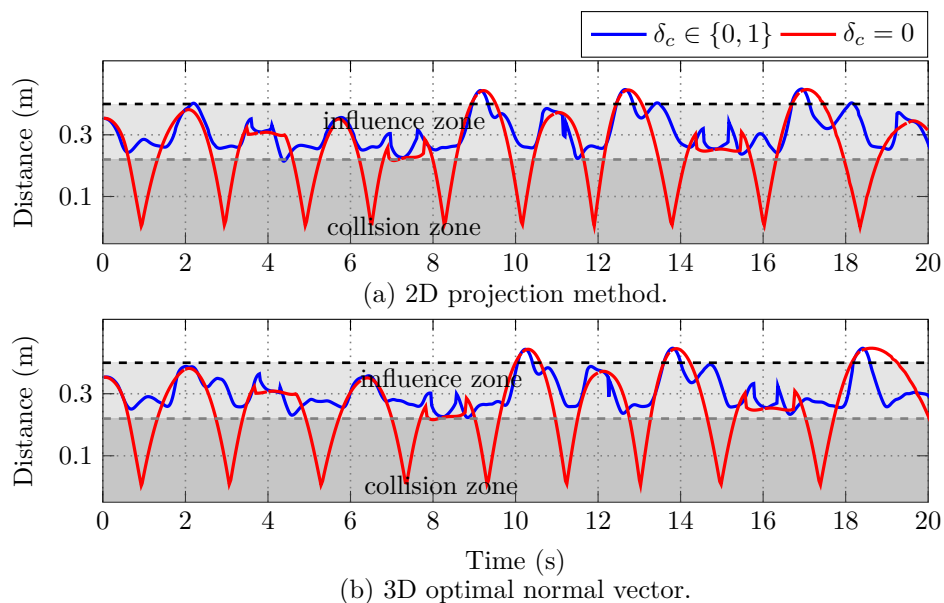 δ_c ∈ {0, 1} δ_c = 0
Distance (m)
0.3
0.1
influence zone
collision zone
0 2 4 6 8 10 12 14 16 18 20
(a) 2D projection method.
Distance (m)
0.3
0.1
influence zone
collision zone
0 2 4 6 8 10 12 14 16 18 20
Time (s)
(b) 3D optimal normal vector.